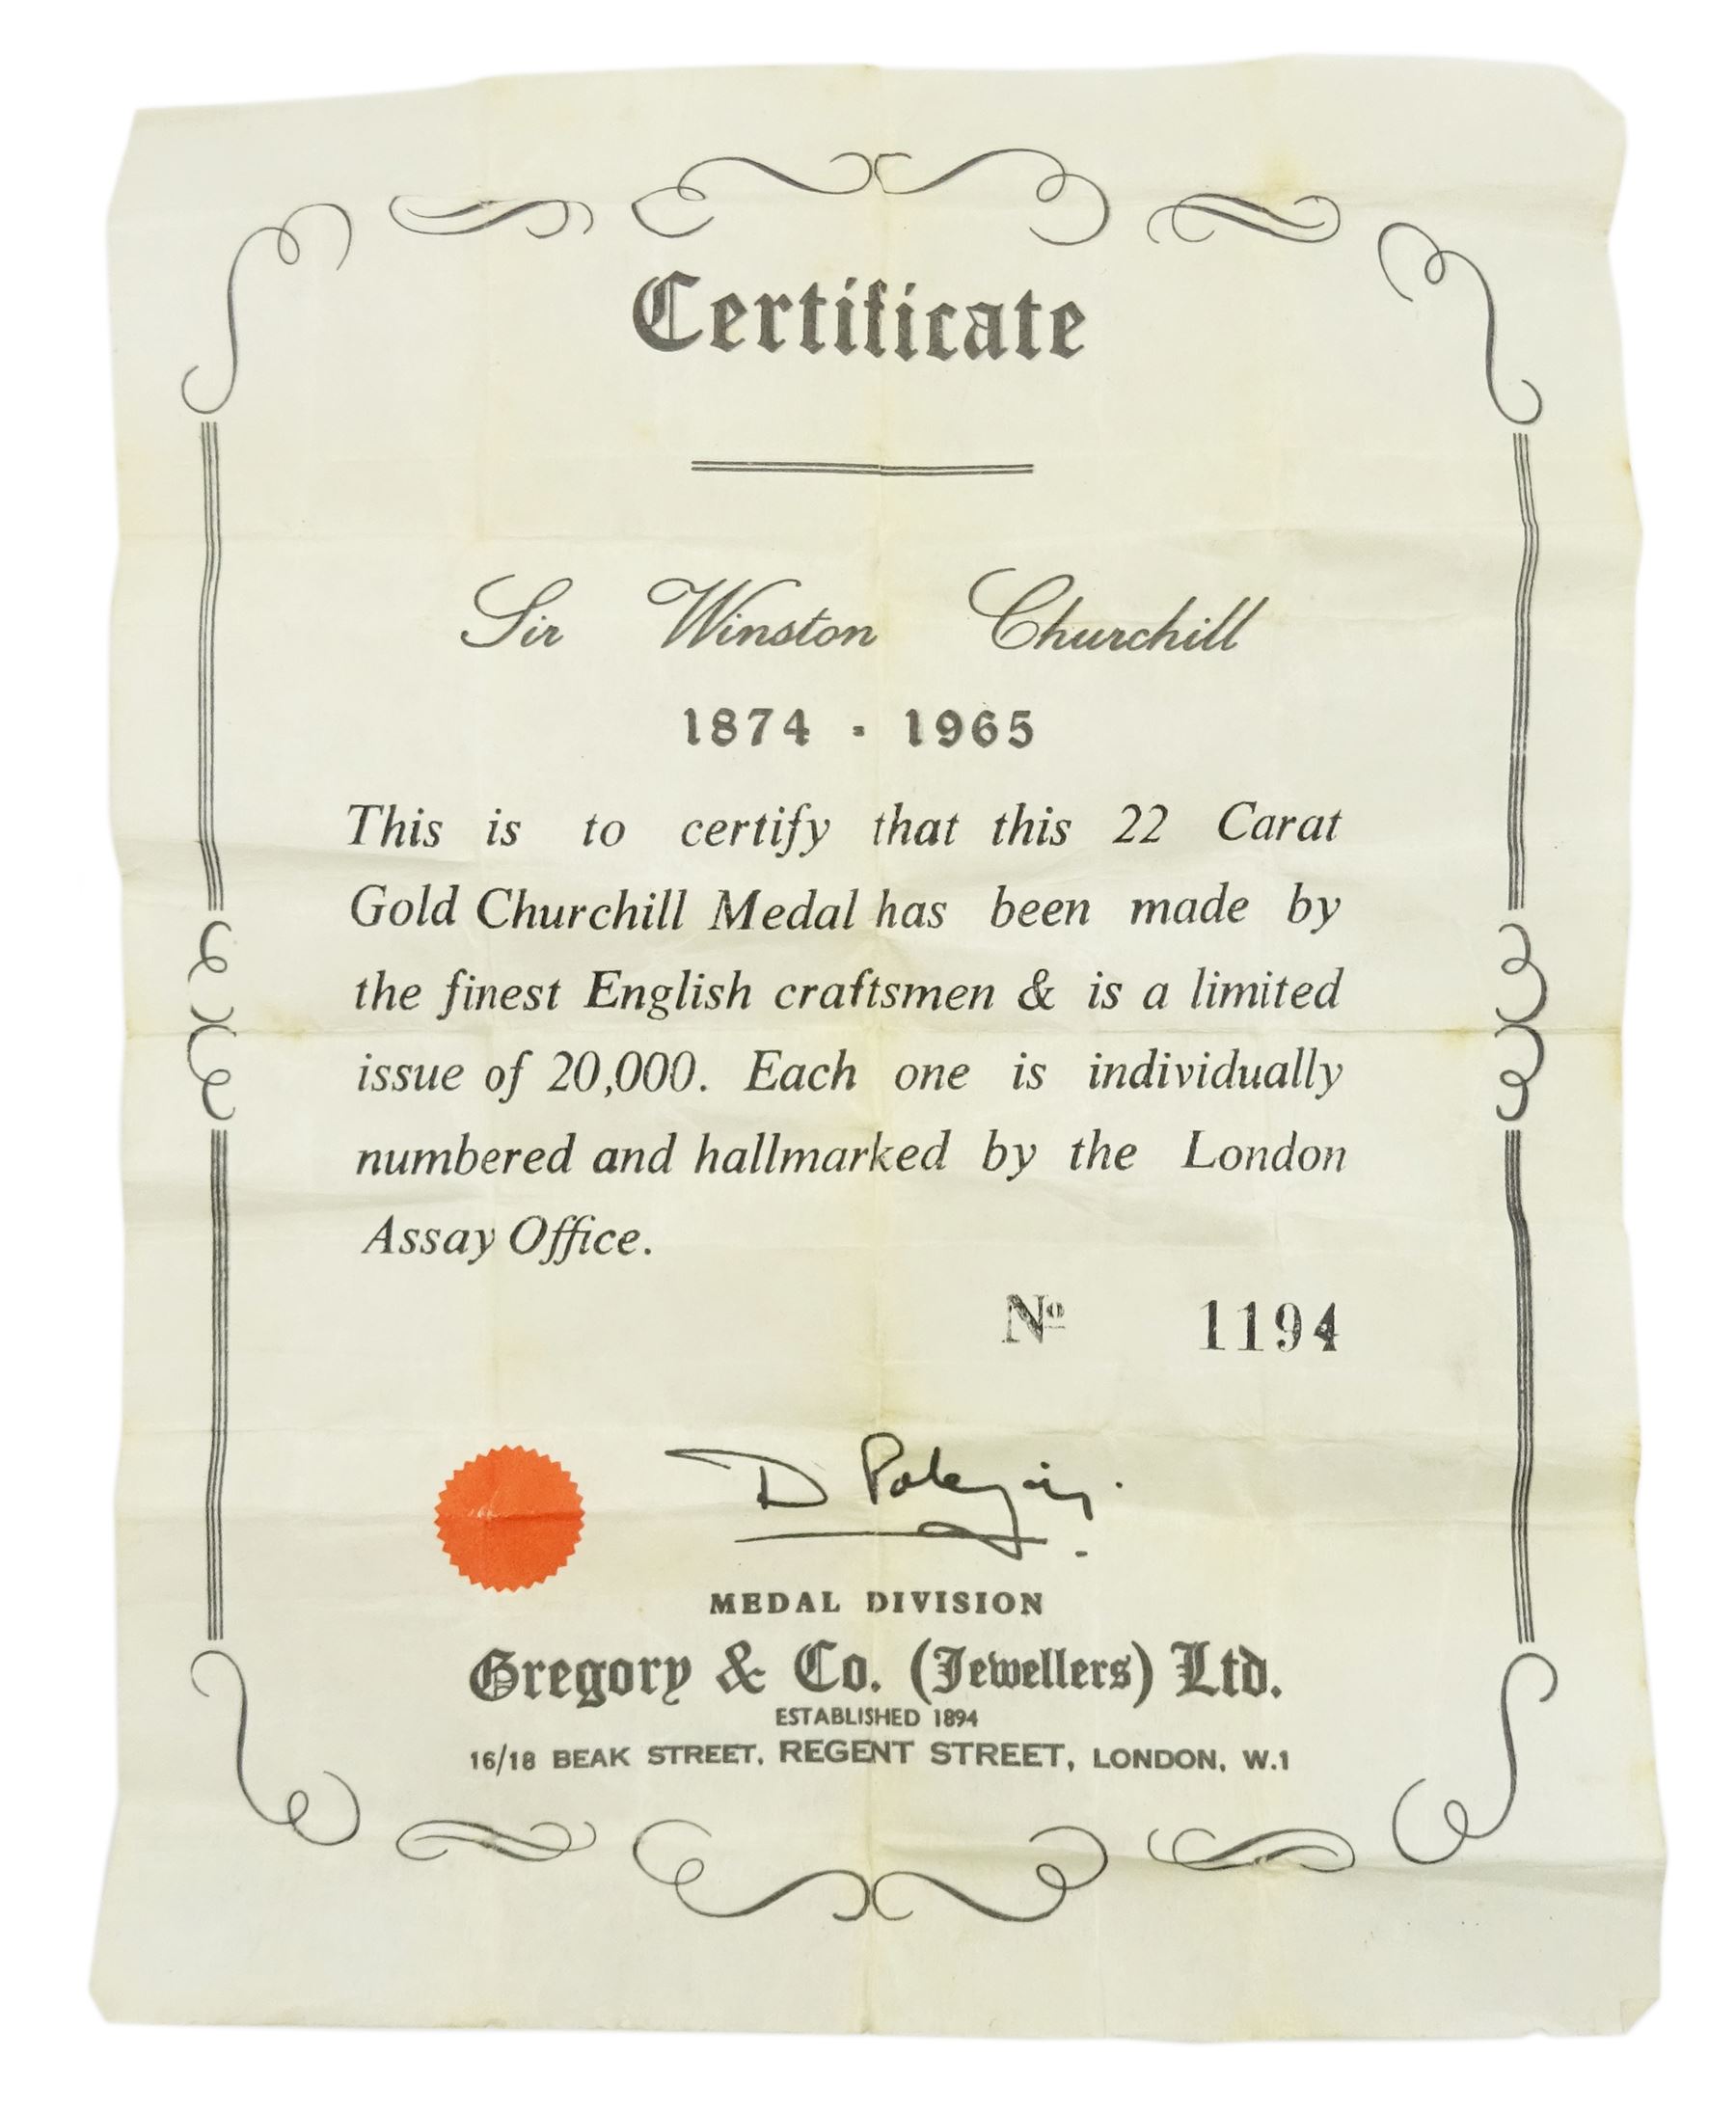 Certificate
Sir Winston Churchill
1874 - 1965
This is to certify that this 22 Carat
Gold Churchill Medal has been made by
the finest English craftsmen & is a limited
issue of 20,000. Each one is individually
numbered and hallmarked by the London
Assay Office.
Nº 1194
D
MEDAL DIVISION
Gregory & Co. (Jewellers) Ltd.
ESTABLISHED 1894
16/18 BEAK STREET, REGENT STREET, LONDON, W.1